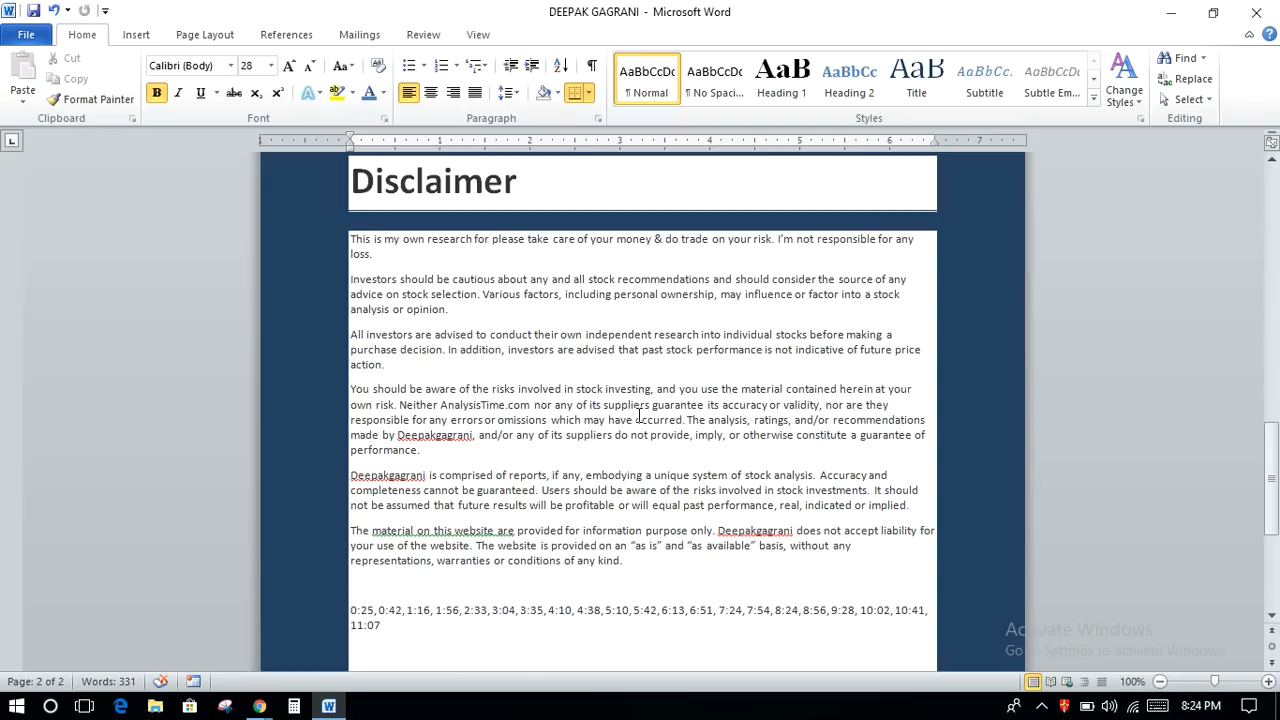 DEEPAK GAGRANI - Microsoft Word
File Home Insert Page Layout References Mailings Review View
Cut
Copy
Paste
Format Painter
Calibri (Body) 28
AaBbCcDc AaBbCcDc AaB AaBbCc AaB AaBbCc. AaBbCcDc.
¶ Normal ¶ No Spaci... Heading 1 Heading 2 Title Subtitle Subtle Em...
Change Styles
Find
Replace
Select
Clipboard Font Paragraph Styles Editing
1 1 2 3 4 5 6 7
Disclaimer
This is my own research for please take care of your money & do trade on your risk. I’m not responsible for any
loss.
Investors should be cautious about any and all stock recommendations and should consider the source of any
advice on stock selection. Various factors, including personal ownership, may influence or factor into a stock
analysis or opinion.
All investors are advised to conduct their own independent research into individual stocks before making a
purchase decision. In addition, investors are advised that past stock performance is not indicative of future price
action.
You should be aware of the risks involved in stock investing, and you use the material contained herein at your
own risk. Neither AnalysisTime.com nor any of its suppliers guarantee its accuracy or validity, nor are they
responsible for any errors or omissions which may have occurred. The analysis, ratings, and/or recommendations
made by Deepakgagrani, and/or any of its suppliers do not provide, imply, or otherwise constitute a guarantee of
performance.
Deepakgagrani is comprised of reports, if any, embodying a unique system of stock analysis. Accuracy and
completeness cannot be guaranteed. Users should be aware of the risks involved in stock investments. It should
not be assumed that future results will be profitable or will equal past performance, real, indicated or implied.
The material on this website are provided for information purpose only. Deepakgagrani does not accept liability for
your use of the website. The website is provided on an “as is” and “as available” basis, without any
representations, warranties or conditions of any kind.
0:25, 0:42, 1:16, 1:56, 2:33, 3:04, 3:35, 4:10, 4:38, 5:10, 5:42, 6:13, 6:51, 7:24, 7:54, 8:24, 8:56, 9:28, 10:02, 10:41,
11:07
Activate Windows
Go to Settings to activate Windows.
Page: 2 of 2 Words: 331 100%
8:24 PM